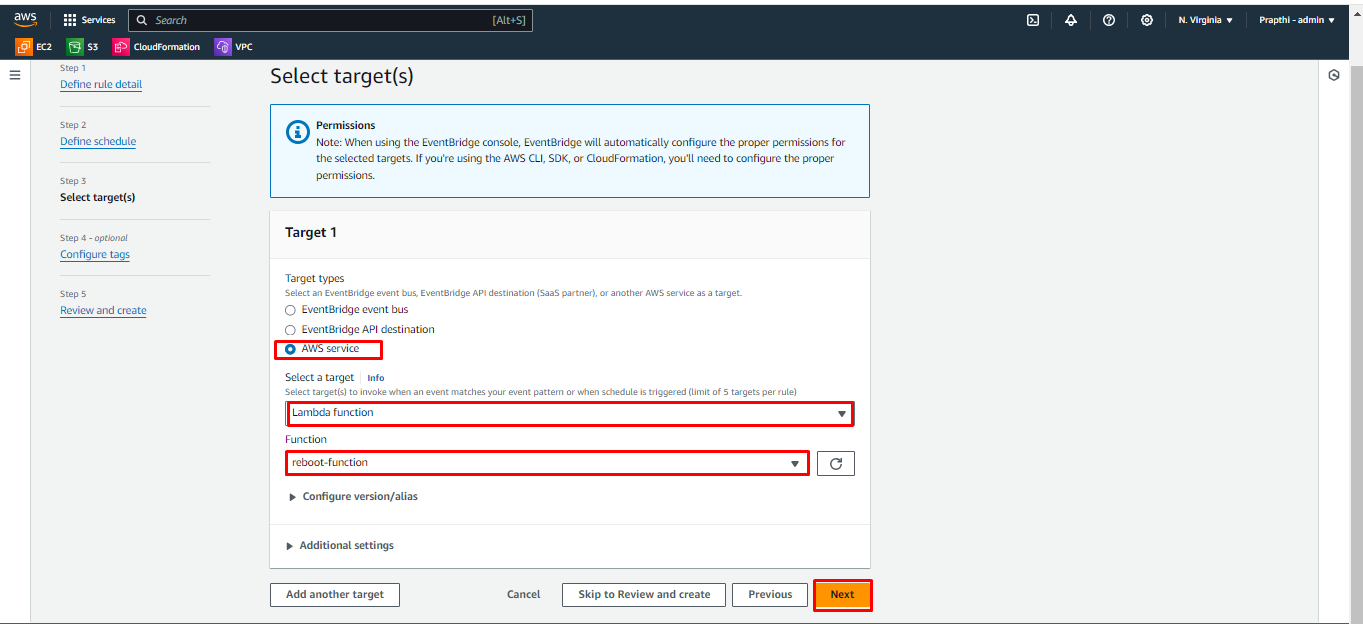 aws
Services
Search
[Alt+S]
N. Virginia
Prapthi - admin
EC2
S3
CloudFormation
VPC
Step 1
Define rule detail
Step 2
Define schedule
Step 3
Select target(s)
Step 4 - optional
Configure tags
Step 5
Review and create
Select target(s)
Permissions
Note: When using the EventBridge console, EventBridge will automatically configure the proper permissions for
the selected targets. If you're using the AWS CLI, SDK, or CloudFormation, you'll need to configure the proper
permissions.
Target 1
Target types
Select an EventBridge event bus, EventBridge API destination (SaaS partner), or another AWS service as a target.
EventBridge event bus
EventBridge API destination
AWS service
Select a target
Info
Select target(s) to invoke when an event matches your event pattern or when schedule is triggered (limit of 5 targets per rule)
Lambda function
Function
reboot-function
Configure version/alias
Additional settings
Add another target
Cancel
Skip to Review and create
Previous
Next